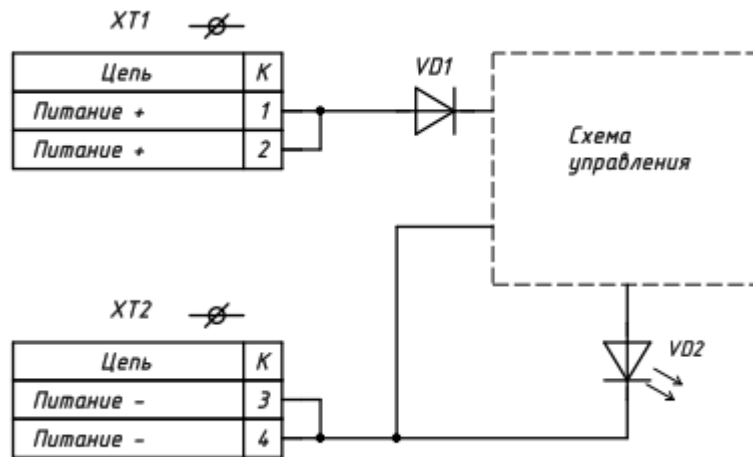 XT1
Цепь К
Питание + 1
Питание + 2
VD1
Схема
управления
XT2
Цепь К
Питание - 3
Питание - 4
VD2